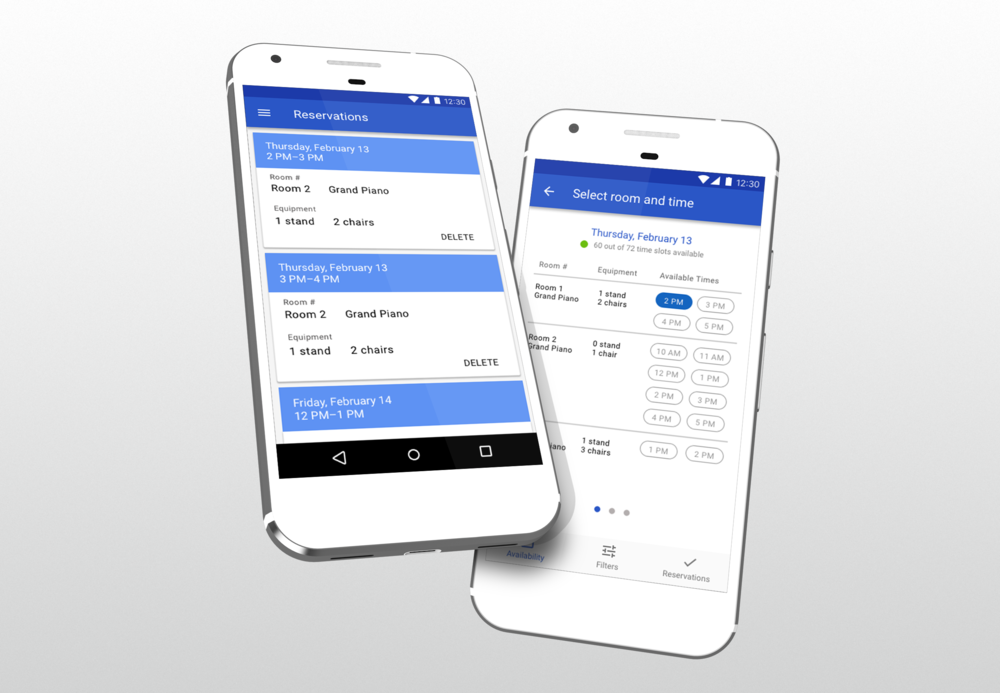 12:30
Reservations
Thursday, February 13
2 PM–3 PM
Room #
Room 2 Grand Piano
Equipment
1 stand 2 chairs
DELETE
Thursday, February 13
3 PM–4 PM
Room #
Room 2 Grand Piano
Equipment
1 stand 2 chairs
DELETE
Friday, February 14
12 PM–1 PM
12:30
Select room and time
Thursday, February 13
60 out of 72 time slots available
Room # Equipment Available Times
Room 1 1 stand 2 PM 3 PM
Grand Piano 2 chairs
4 PM 5 PM
Room 2 0 stand 10 AM 11 AM
Grand Piano 1 chair
12 PM 1 PM
2 PM 3 PM
4 PM 5 PM
1 stand 1 PM 2 PM
3 chairs
Availability Filters Reservations